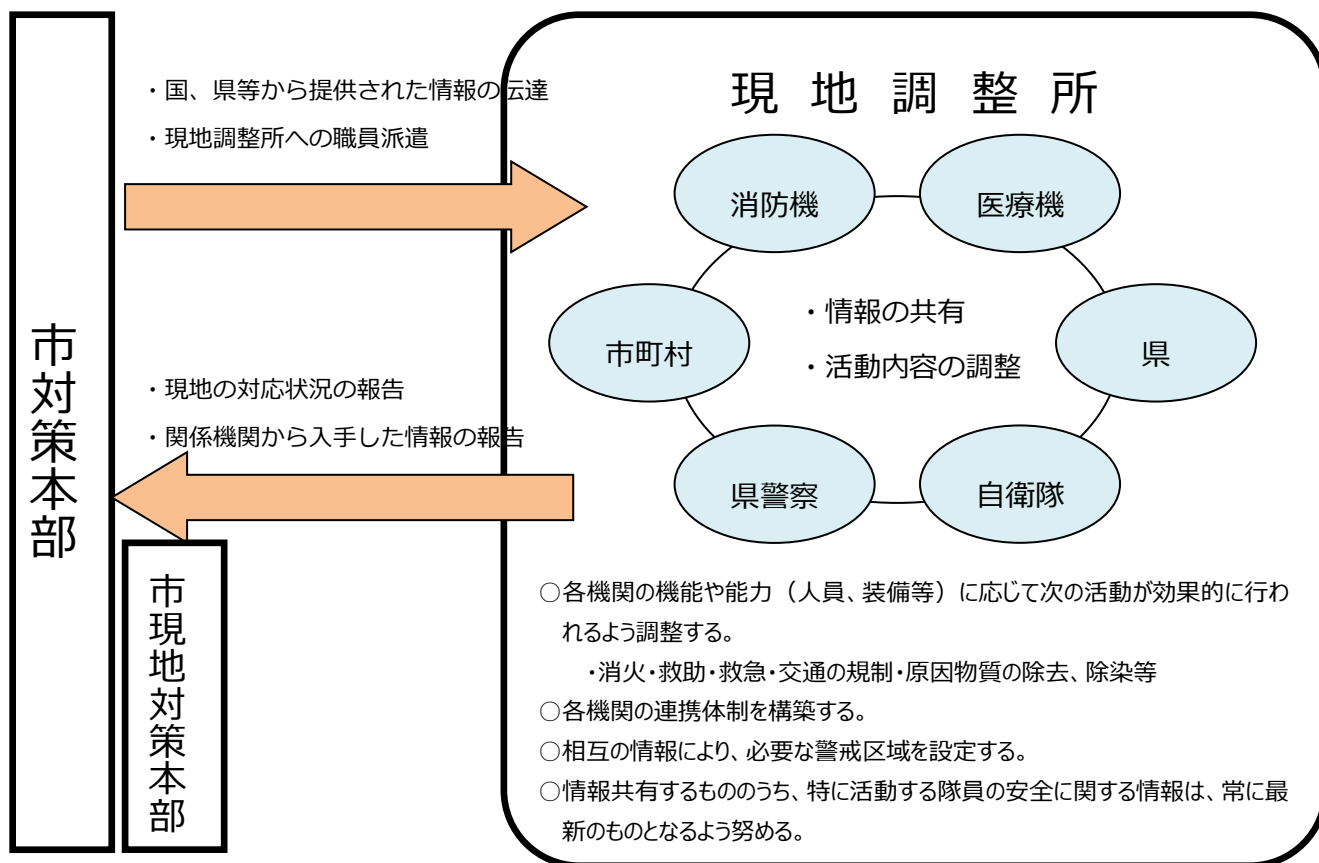 市対策本部
市現地対策本部
・国、県等から提供された情報の伝達
・現地調整所への職員派遣
・現地の対応状況の報告
・関係機関から入手した情報の報告
現地調整所
消防機
医療機
市町村
・情報の共有
・活動内容の調整
県
県警察
自衛隊
○各機関の機能や能力（人員、装備等）に応じて次の活動が効果的に行わ
れるよう調整する。
・消火・救助・救急・交通の規制・原因物質の除去、除染等
○各機関の連携体制を構築する。
○相互の情報により、必要な警戒区域を設定する。
○情報共有するもののうち、特に活動する隊員の安全に関する情報は、常に最
新のものとなるよう努める。